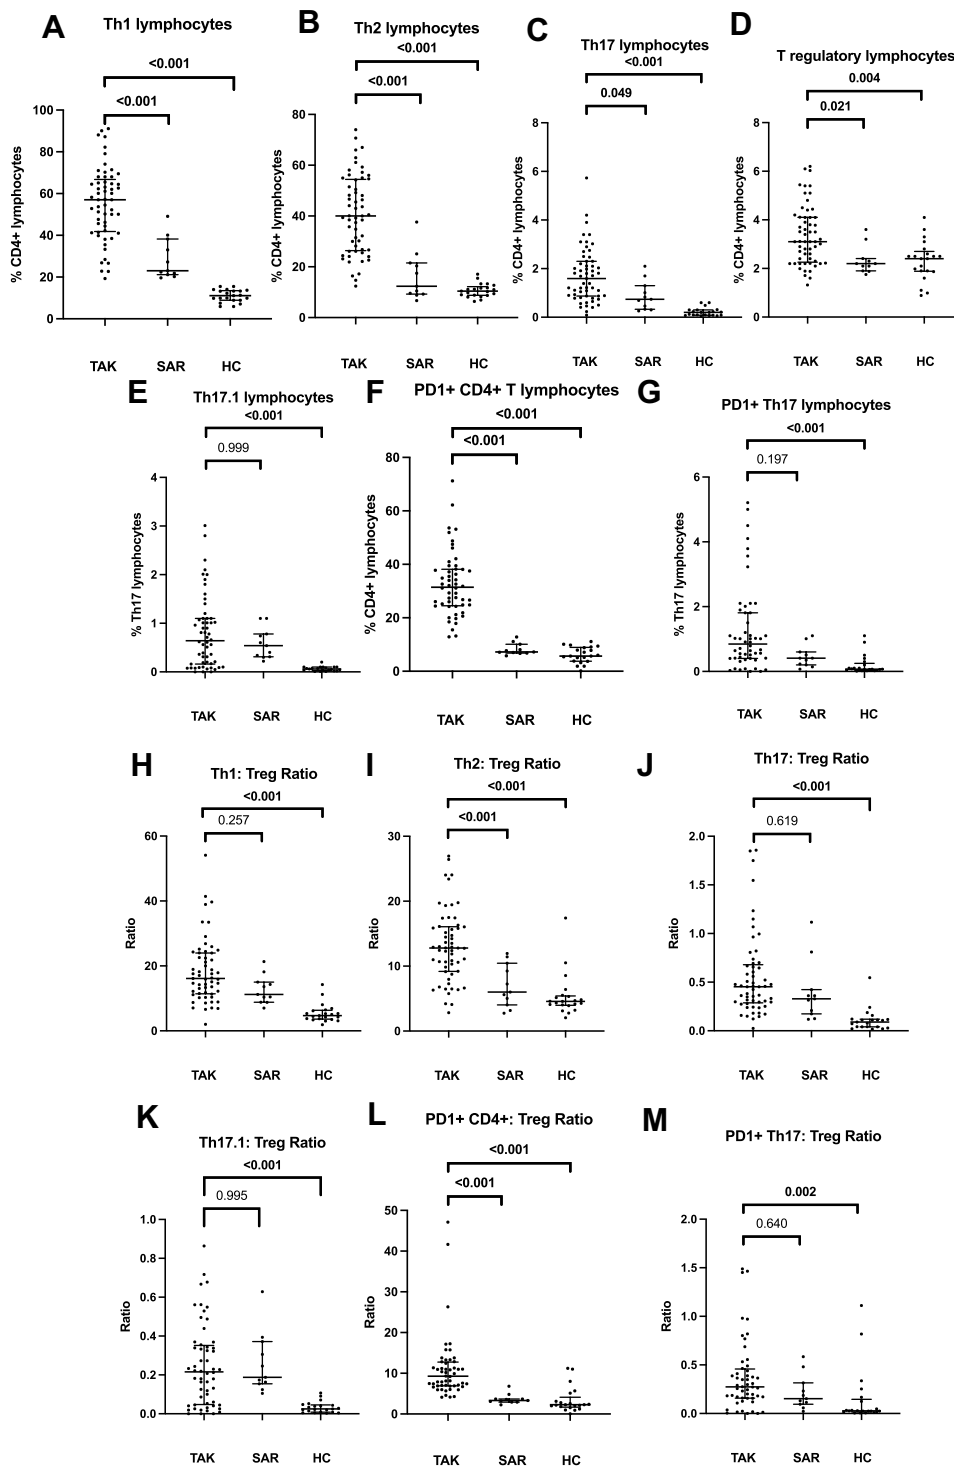 A
Th1 lymphocytes
<0.001
<0.001
% CD4+ lymphocytes
100
80
60
40
20
0
TAK SAR HC
B
Th2 lymphocytes
<0.001
<0.001
% CD4+ lymphocytes
80
60
40
20
0
TAK SAR HC
C
Th17 lymphocytes
<0.001
0.049
% CD4+ lymphocytes
8
6
4
2
0
TAK SAR HC
D
T regulatory lymphocytes
0.004
0.021
% CD4+ lymphocytes
8
6
4
2
0
TAK SAR HC
E
Th17.1 lymphocytes
<0.001
0.999
% Th17 lymphocytes
4
3
2
1
0
TAK SAR HC
F
PD1+ CD4+ T lymphocytes
<0.001
<0.001
% CD4+ lymphocytes
80
60
40
20
0
TAK SAR HC
G
PD1+ Th17 lymphocytes
<0.001
0.197
% Th17 lymphocytes
6
4
2
0
TAK SAR HC
H
Th1: Treg Ratio
<0.001
0.257
Ratio
60
40
20
0
TAK SAR HC
I
Th2: Treg Ratio
<0.001
<0.001
Ratio
30
20
10
0
TAK SAR HC
J
Th17: Treg Ratio
<0.001
0.619
Ratio
2.0
1.5
1.0
0.5
0.0
TAK SAR HC
K
Th17.1: Treg Ratio
<0.001
0.995
Ratio
1.0
0.8
0.6
0.4
0.2
0.0
TAK SAR HC
L
PD1+ CD4+: Treg Ratio
<0.001
<0.001
Ratio
50
40
30
20
10
0
TAK SAR HC
M
PD1+ Th17: Treg Ratio
0.002
0.640
Ratio
2.0
1.5
1.0
0.5
0.0
TAK SAR HC